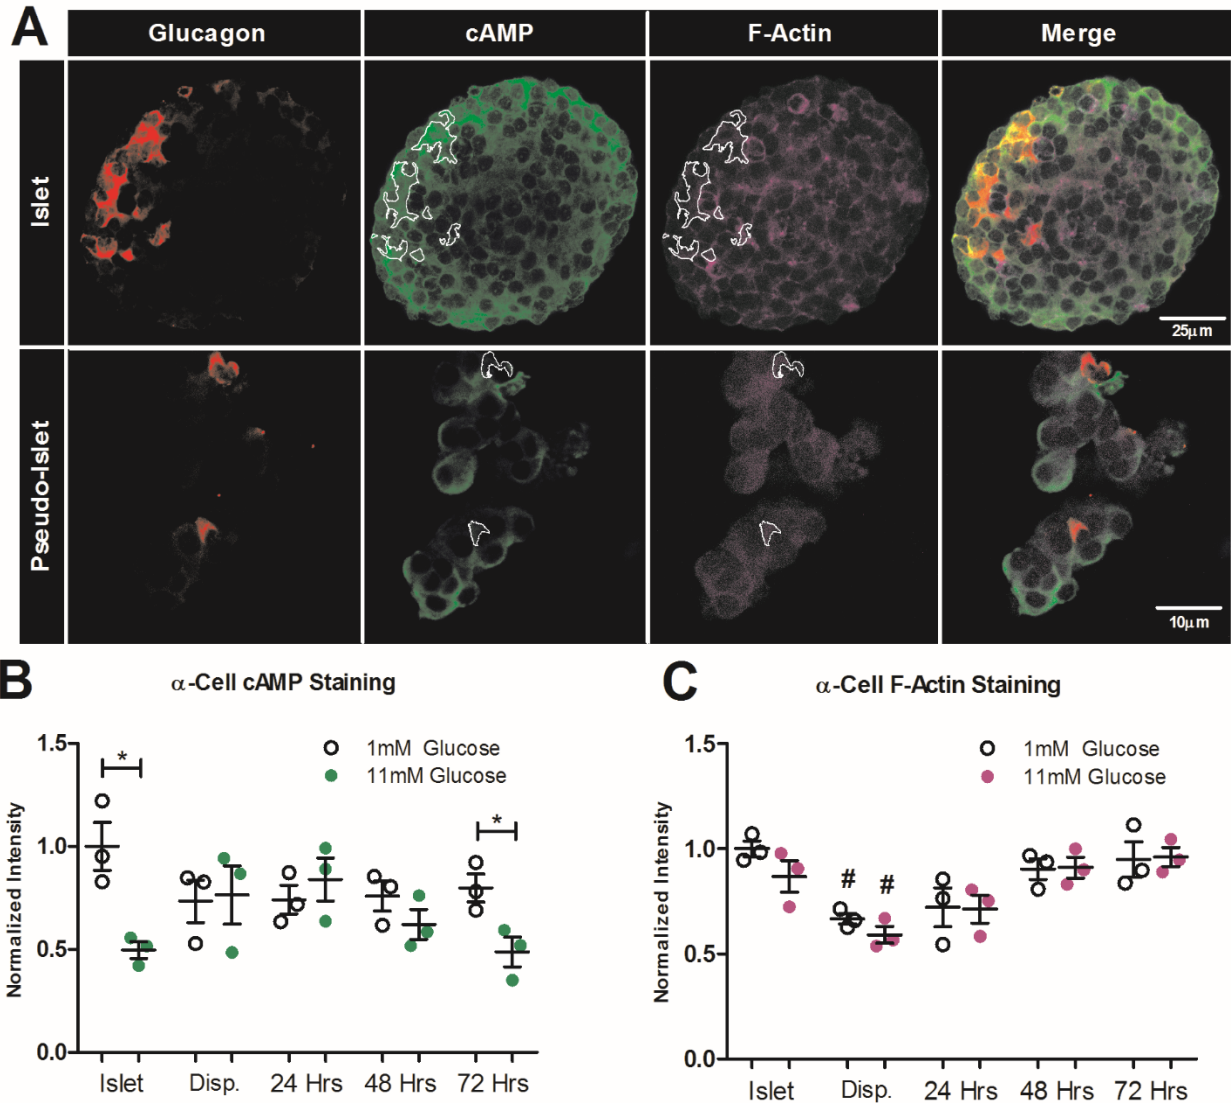 A
Glucagon cAMP F-Actin Merge
Islet
25μm
Pseudo-Islet
10μm
B
α-Cell cAMP Staining
1mM Glucose
11mM Glucose
Normalized Intensity
1.5
1.0
0.5
0.0
*
*
Islet Disp. 24 Hrs 48 Hrs 72 Hrs
C
α-Cell F-Actin Staining
1mM Glucose
11mM Glucose
Normalized Intensity
1.5
1.0
0.5
0.0
# #
Islet Disp. 24 Hrs 48 Hrs 72 Hrs